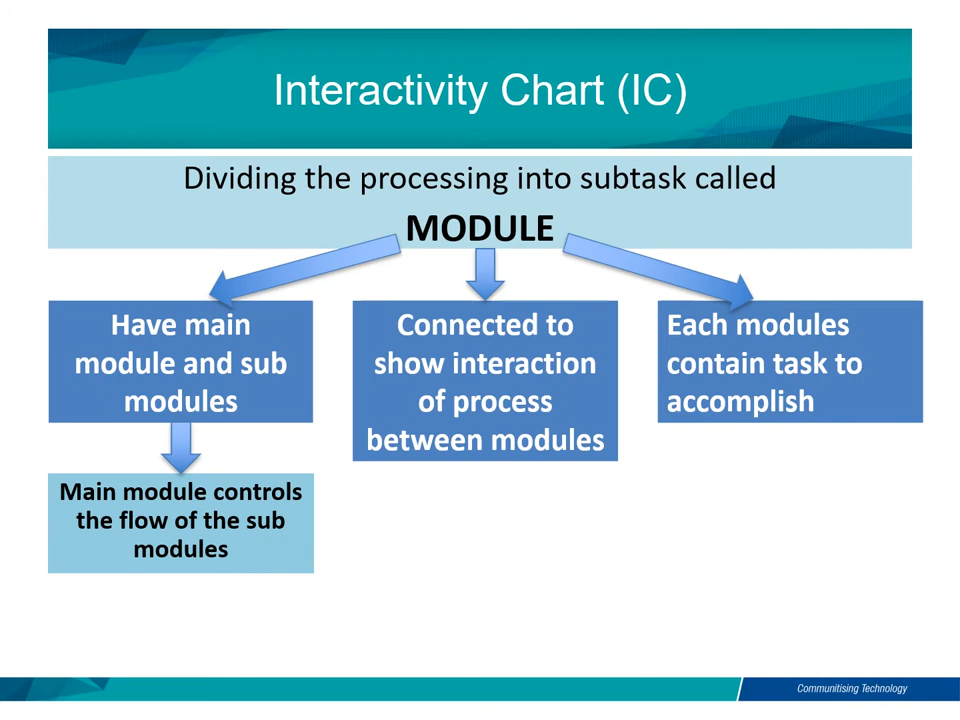 Interactivity Chart (IC)
Dividing the processing into subtask called
MODULE
Have main
module and sub
modules
Connected to
show interaction
of process
between modules
Each modules
contain task to
accomplish
Main module controls
the flow of the sub
modules
Communitising Technology